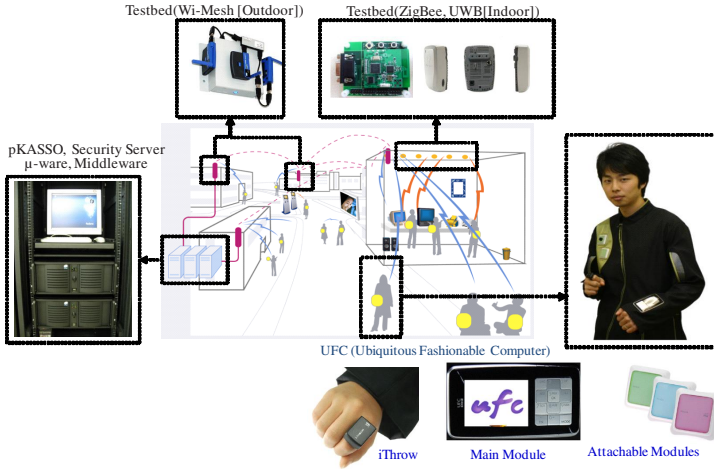 Testbed(Wi-Mesh [Outdoor])
Testbed(ZigBee, UWB[Indoor])
pKASSO, Security Server
μ-ware, Middleware
UFC (Ubiquitous Fashionable Computer)
ufc
iThrow
Main Module
Attachable Modules